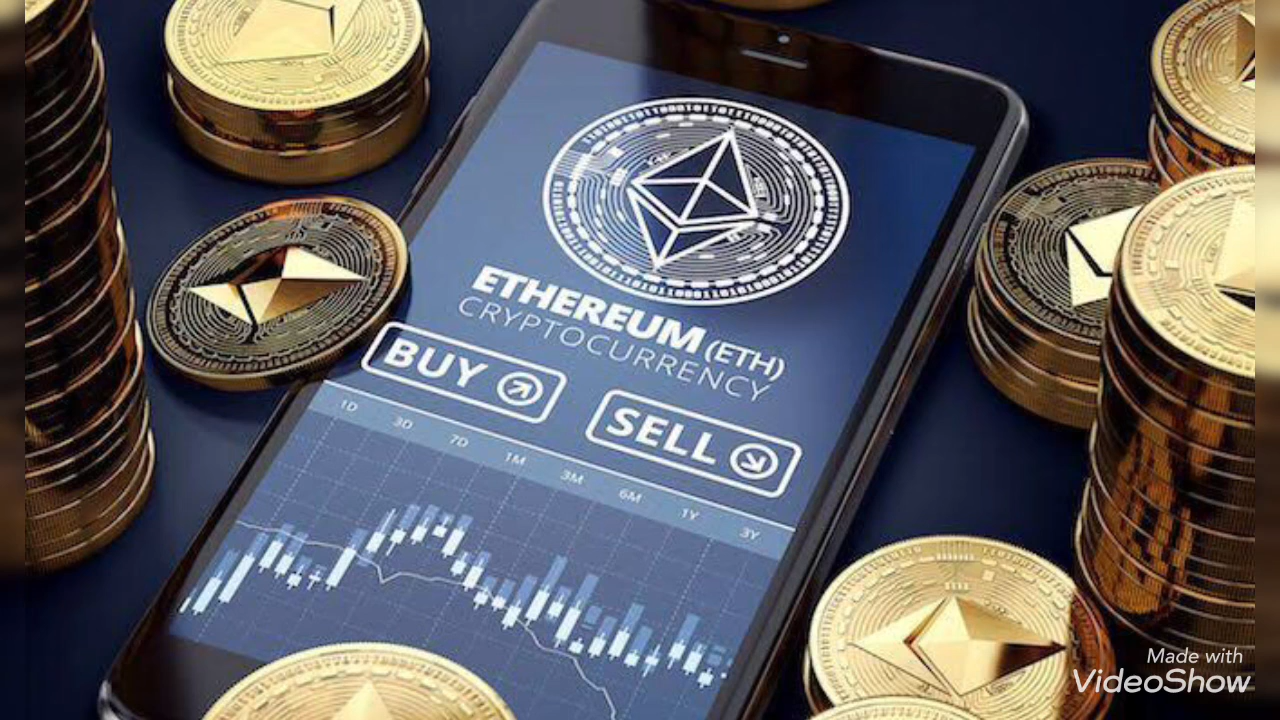 ETHEREUM (ETH)
CRYPTOCURRENCY
BUY
SELL
1D 3D 7D 1M 3M 6M 1Y 3Y
Made with
VideoShow